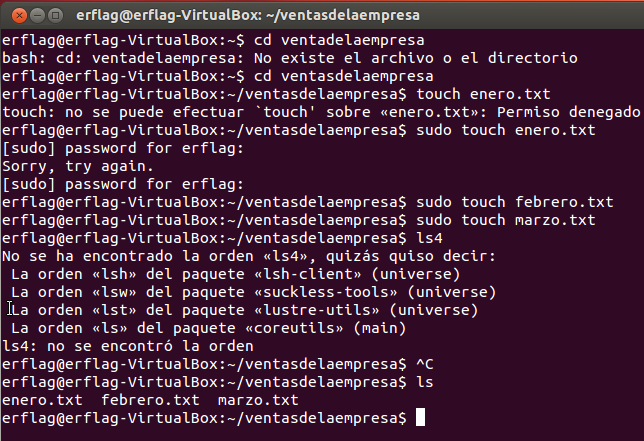 erflag@erflag-VirtualBox: ~/ventasdelaempresa
erflag@erflag-VirtualBox:~$ cd ventadelaempresa
bash: cd: ventadelaempresa: No existe el archivo o el directorio
erflag@erflag-VirtualBox:~$ cd ventasdelaempresa
erflag@erflag-VirtualBox:~/ventasdelaempresa$ touch enero.txt
touch: no se puede efectuar `touch' sobre «enero.txt»: Permiso denegado
erflag@erflag-VirtualBox:~/ventasdelaempresa$ sudo touch enero.txt
[sudo] password for erflag:
Sorry, try again.
[sudo] password for erflag:
erflag@erflag-VirtualBox:~/ventasdelaempresa$ sudo touch febrero.txt
erflag@erflag-VirtualBox:~/ventasdelaempresa$ sudo touch marzo.txt
erflag@erflag-VirtualBox:~/ventasdelaempresa$ ls4
No se ha encontrado la orden «ls4», quizás quiso decir:
 La orden «lsh» del paquete «lsh-client» (universe)
 La orden «lsw» del paquete «suckless-tools» (universe)
 La orden «lst» del paquete «lustre-utils» (universe)
 La orden «ls» del paquete «coreutils» (main)
ls4: no se encontró la orden
erflag@erflag-VirtualBox:~/ventasdelaempresa$ ^C
erflag@erflag-VirtualBox:~/ventasdelaempresa$ ls
enero.txt  febrero.txt  marzo.txt
erflag@erflag-VirtualBox:~/ventasdelaempresa$